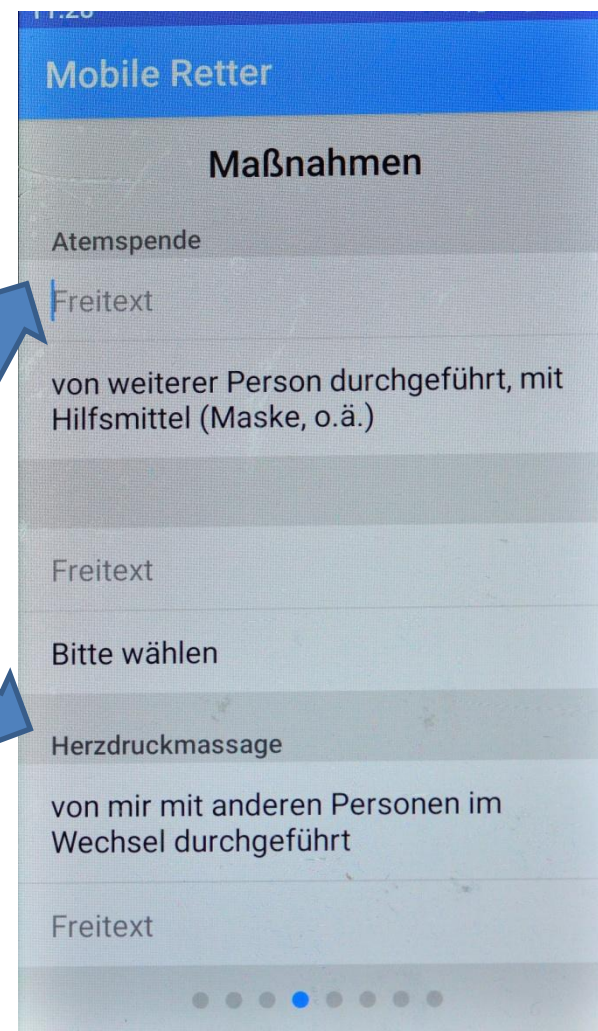 Mobile Retter
Maßnahmen
Atemspende
Freitext
von weiterer Person durchgeführt, mit
Hilfsmittel (Maske, o.ä.)
Freitext
Bitte wählen
Herzdruckmassage
von mir mit anderen Personen im
Wechsel durchgeführt
Freitext